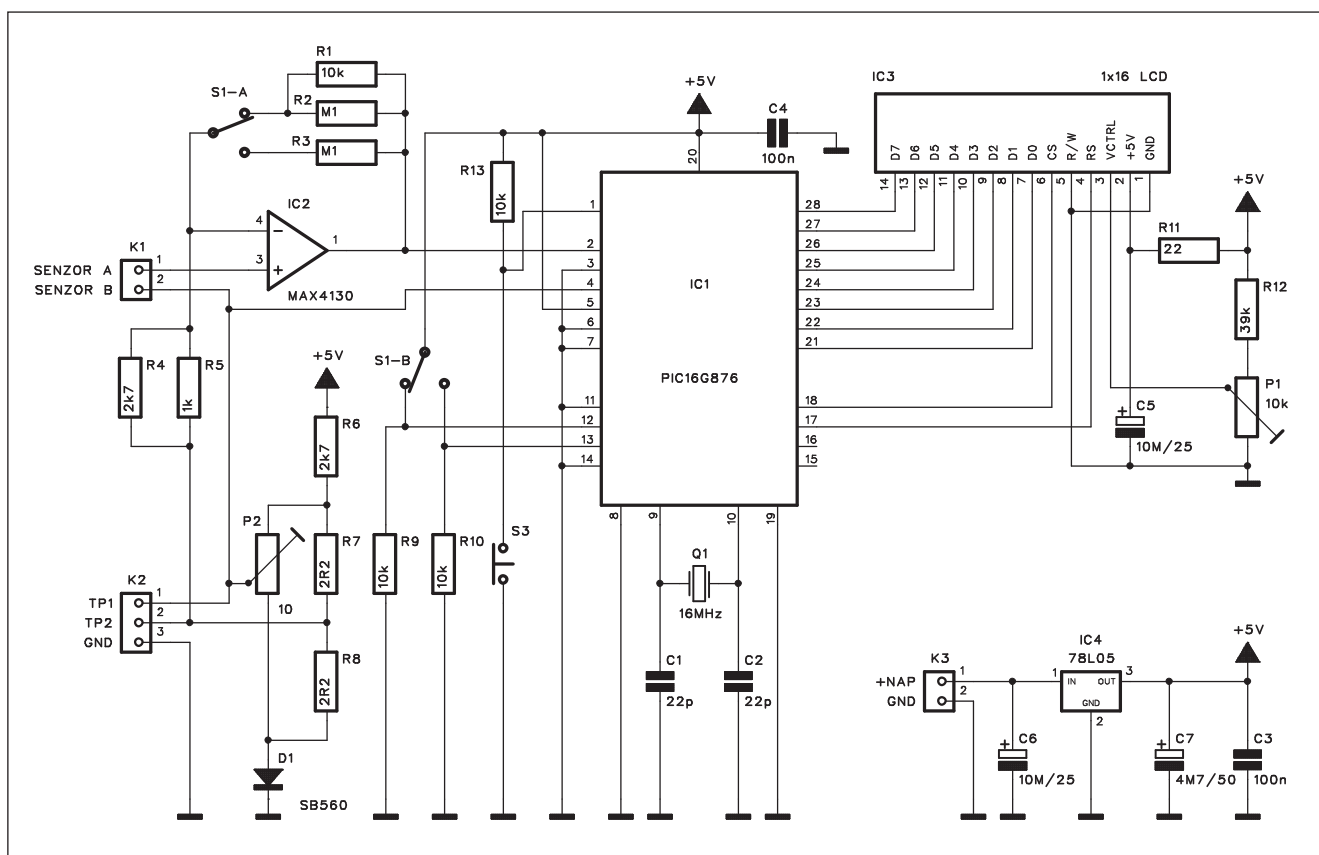 R1
10k
S1-A
R2
M1
R3
M1
IC2
4
3
1
MAX4130
K1
SENZOR A
SENZOR B
1
2
R4
2k7
R5
1k
+5V
R6
2k7
P2
10
R7
2R2
R8
2R2
K2
TP1
TP2
GND
1
2
3
D1
SB560
R13
10k
S1-B
R9
10k
R10
10k
S3
+5V
C4
100n
20
IC1
PIC16G876
1
2
3
4
5
6
7
11
12
13
14
28
27
26
25
24
23
22
21
18
17
16
15
8
9
10
19
Q1
16MHz
C1
22p
C2
22p
IC3
1x16 LCD
D7
D6
D5
D4
D3
D2
D1
D0
CS
R/W
RS
VCTRL
+5V
GND
14
13
12
11
10
9
8
7
6
5
4
3
2
1
+5V
R11
22
R12
39k
P1
10k
+
C5
10M/25
K3
+NAP
GND
1
2
IC4
78L05
1
IN
OUT
3
GND
2
+5V
+
C6
10M/25
+
C7
4M7/50
C3
100n